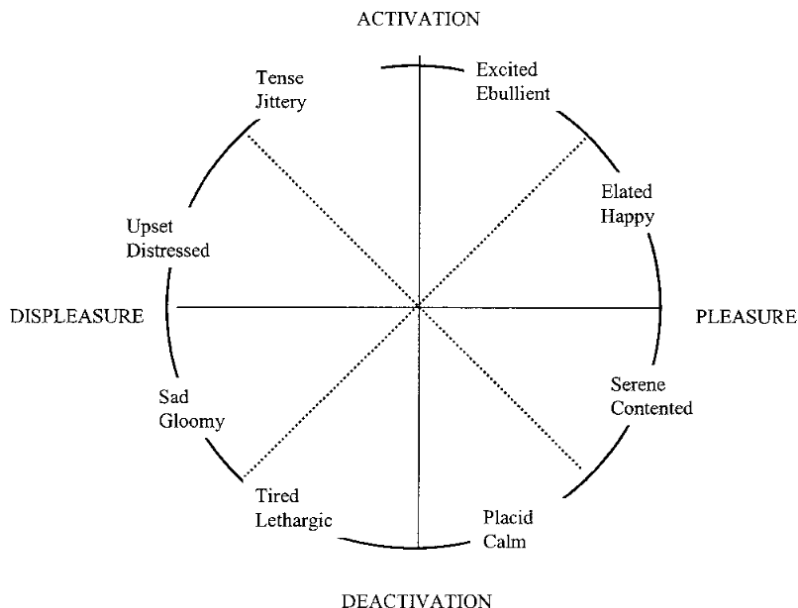 ACTIVATION
Tense
Jittery
Excited
Ebullient
Elated
Happy
Upset
Distressed
DISPLEASURE
PLEASURE
Sad
Gloomy
Serene
Contented
Tired
Lethargic
Placid
Calm
DEACTIVATION